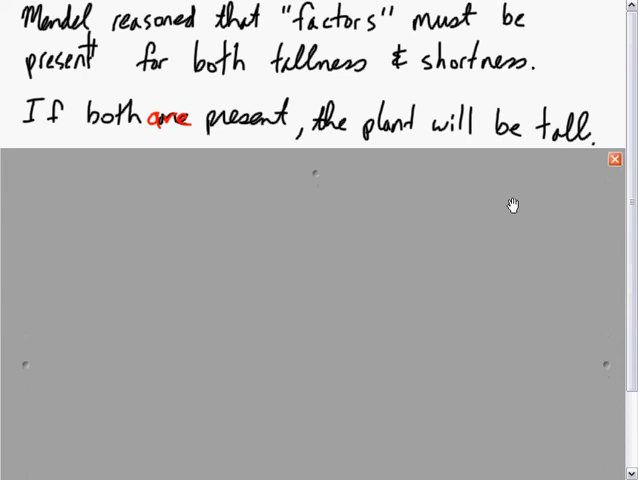 Mendel reasoned that "factors" must be
present for both tallness & shortness.
If both are present, the plant will be tall.